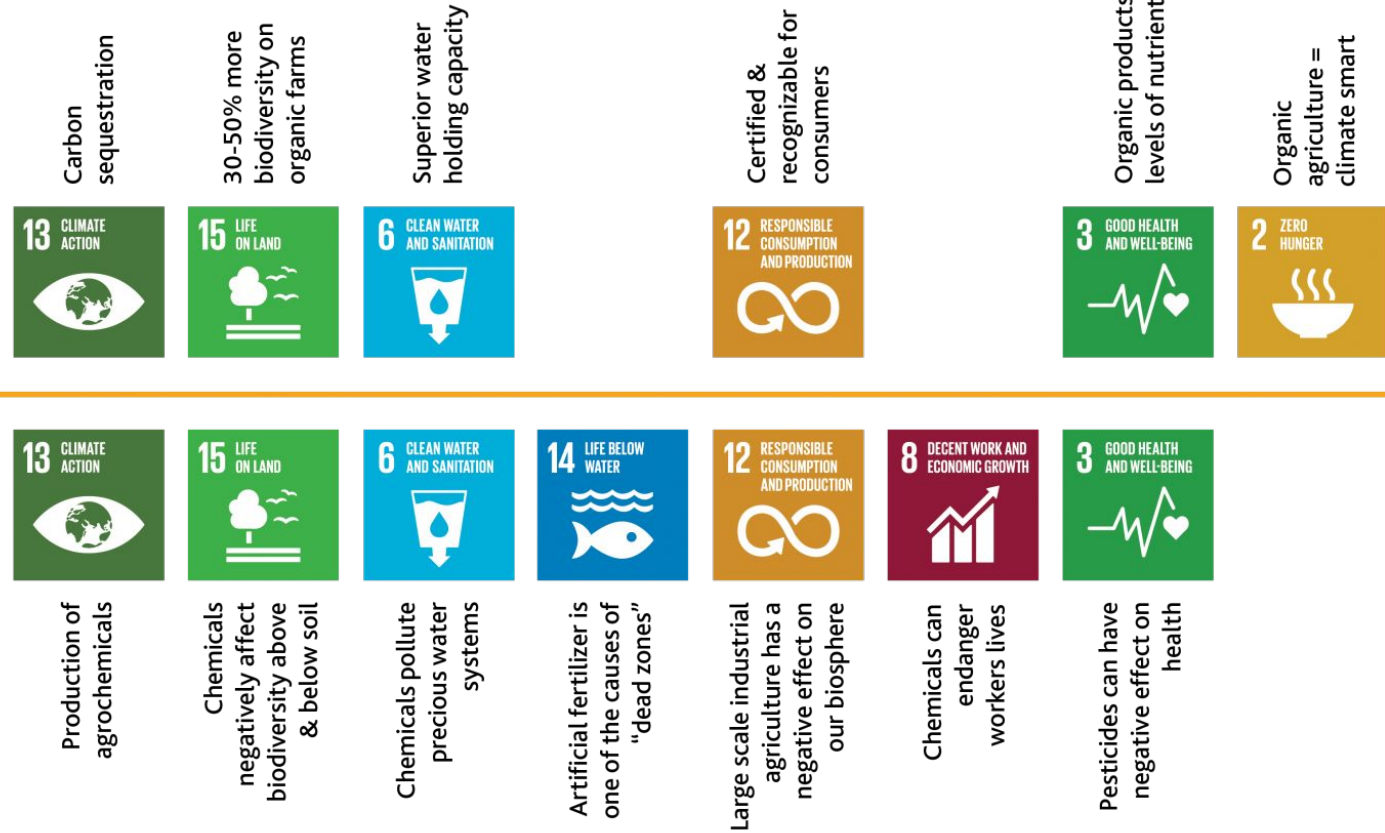 Carbon
sequestration
30-50% more
biodiversity on
organic farms
Superior water
holding capacity
Certified &
recognizable for
consumers
Organic products
levels of nutrient
Organic
agriculture =
climate smart
13 CLIMATE
ACTION
15 LIFE
ON LAND
6 CLEAN WATER
AND SANITATION
12 RESPONSIBLE
CONSUMPTION
AND PRODUCTION
3 GOOD HEALTH
AND WELL-BEING
2 ZERO
HUNGER
13 CLIMATE
ACTION
15 LIFE
ON LAND
6 CLEAN WATER
AND SANITATION
14 LIFE BELOW
WATER
12 RESPONSIBLE
CONSUMPTION
AND PRODUCTION
8 DECENT WORK AND
ECONOMIC GROWTH
3 GOOD HEALTH
AND WELL-BEING
Production of
agrochemicals
Chemicals
negatively affect
biodiversity above
& below soil
Chemicals pollute
precious water
systems
Artificial fertilizer is
one of the causes of
“dead zones”
Large scale industrial
agriculture has a
negative effect on
our biosphere
Chemicals can
endanger
workers lives
Pesticides can have
negative effect on
health